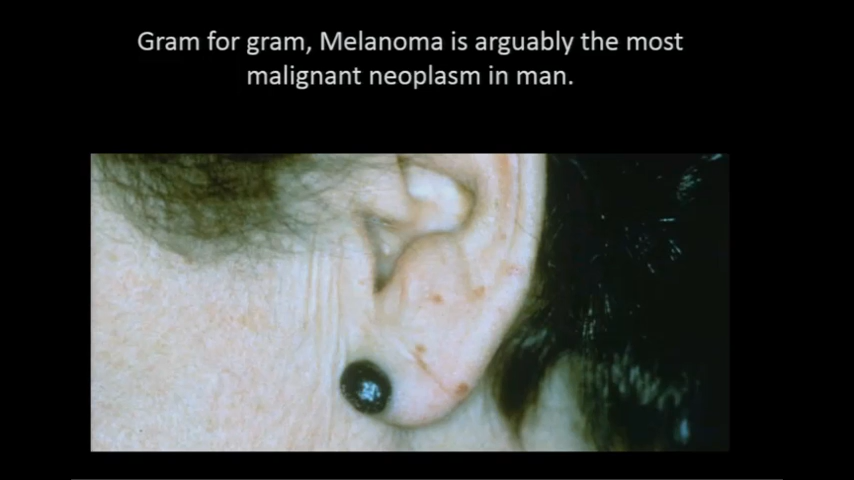 Gram for gram, Melanoma is arguably the most
malignant neoplasm in man.